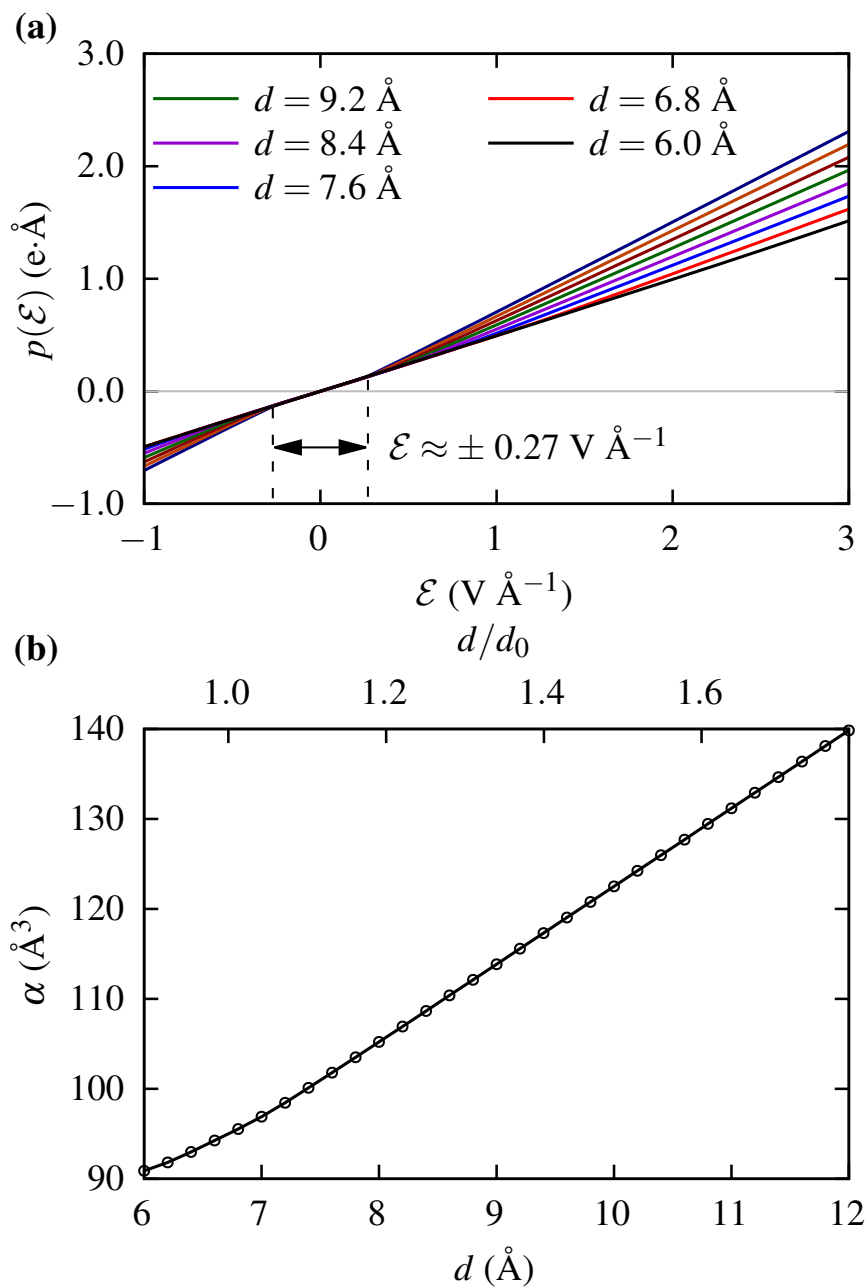 (a)
3.0
2.0
1.0
0.0
−1.0
p(ℰ) (e·Å)
d = 9.2 Å
d = 8.4 Å
d = 7.6 Å
d = 6.8 Å
d = 6.0 Å
ℰ ≈ ± 0.27 V Å⁻¹
−1 0 1 2 3
ℰ (V Å⁻¹)
(b)
d/d₀
1.0 1.2 1.4 1.6
140
130
120
110
100
90
α (Å³)
6 7 8 9 10 11 12
d (Å)